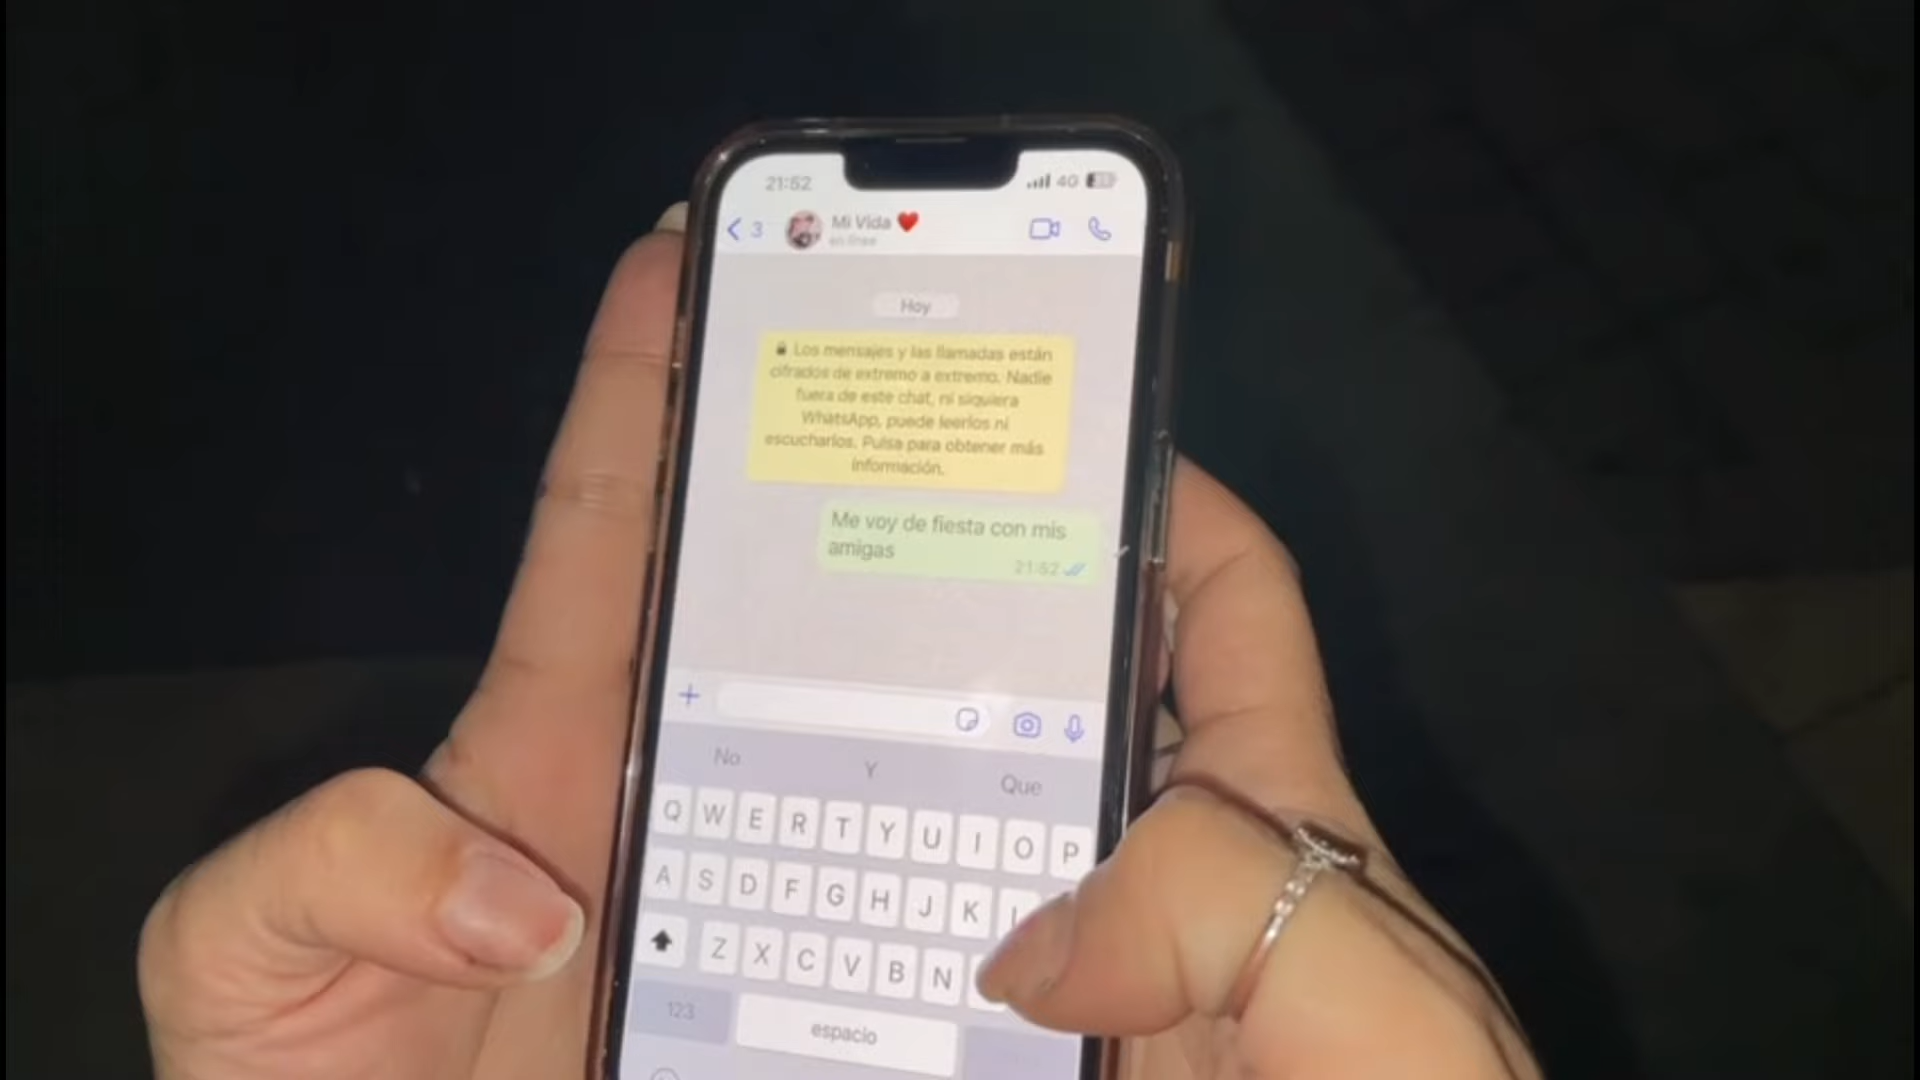 21:52 4G
3 Mi Vida ❤️
en línea
Hoy
Los mensajes y las llamadas están
cifrados de extremo a extremo. Nadie
fuera de este chat, ni siquiera
WhatsApp, puede leerlos ni
escucharlos. Pulsa para obtener más
información.
Me voy de fiesta con mis
amigas
21:52
No Y Que
Q W E R T Y U I O P
A S D F G H J K L
Z X C V B N
123 espacio